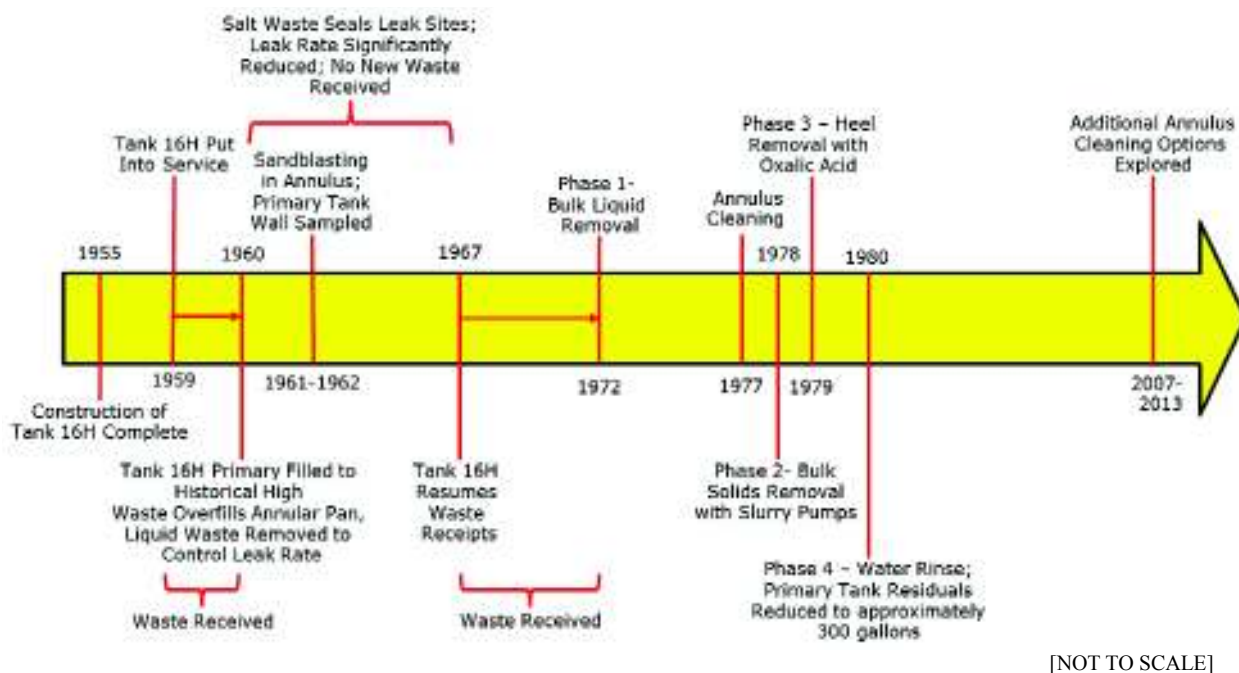 Salt Waste Seals Leak Sites;
Leak Rate Significantly
Reduced; No New Waste
Received
Tank 16H Put
Into Service
Sandblasting
in Annulus;
Primary Tank
Wall Sampled
Phase 1-
Bulk Liquid
Removal
Annulus
Cleaning
Phase 3 – Heel
Removal with
Oxalic Acid
Additional Annulus
Cleaning Options
Explored
1955
1960
1967
1978
1980
1959
1961-1962
1972
1977
1979
2007-
2013
Construction of
Tank 16H Complete
Tank 16H Primary Filled to
Historical High
Waste Overfills Annular Pan,
Liquid Waste Removed to
Control Leak Rate
Waste Received
Tank 16H
Resumes
Waste
Receipts
Waste Received
Phase 2- Bulk
Solids Removal
with Slurry Pumps
Phase 4 – Water Rinse;
Primary Tank Residuals
Reduced to approximately
300 gallons
[NOT TO SCALE]